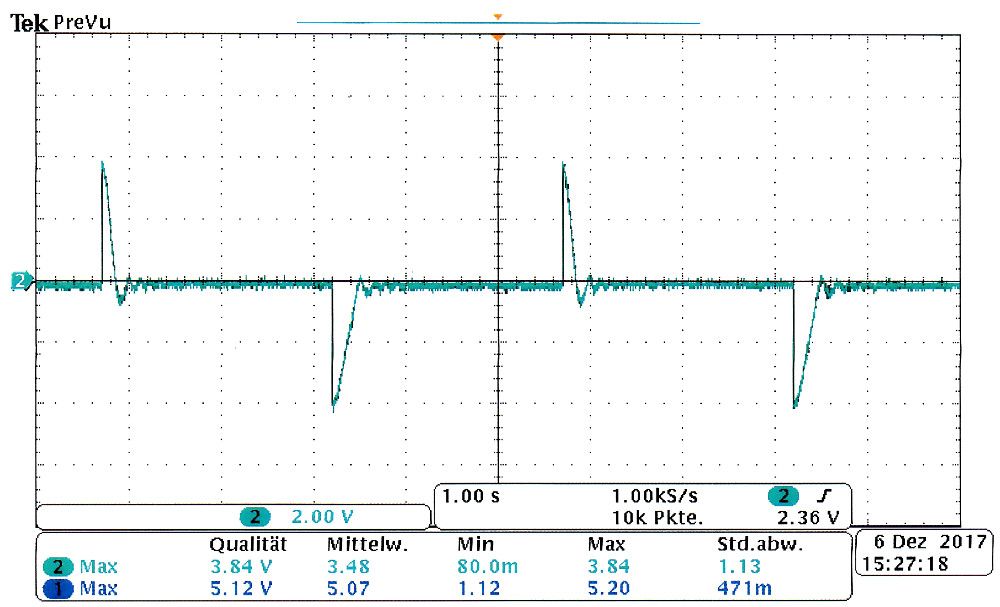 Tek PreVu
2
2 2.00 V
1.00 s 1.00kS/s 2
10k Pkte. 2.36 V
Qualität Mittelw. Min Max Std.abw.
2 Max 3.84 V 3.48 80.0m 3.84 1.13
1 Max 5.12 V 5.07 1.12 5.20 471m
6 Dez 2017
15:27:18